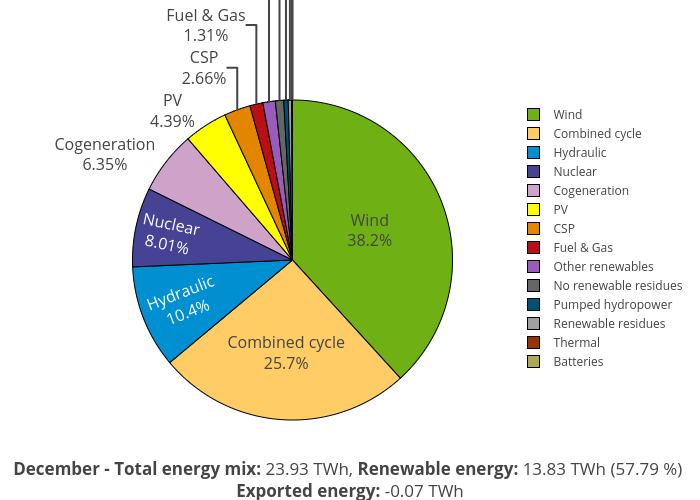 Fuel & Gas
1.31%
CSP
2.66%
PV
4.39%
Cogeneration
6.35%
Nuclear
8.01%
Hydraulic
10.4%
Combined cycle
25.7%
Wind
38.2%
Wind
Combined cycle
Hydraulic
Nuclear
Cogeneration
PV
CSP
Fuel & Gas
Other renewables
No renewable residues
Pumped hydropower
Renewable residues
Thermal
Batteries
December - Total energy mix: 23.93 TWh, Renewable energy: 13.83 TWh (57.79 %)
Exported energy: -0.07 TWh